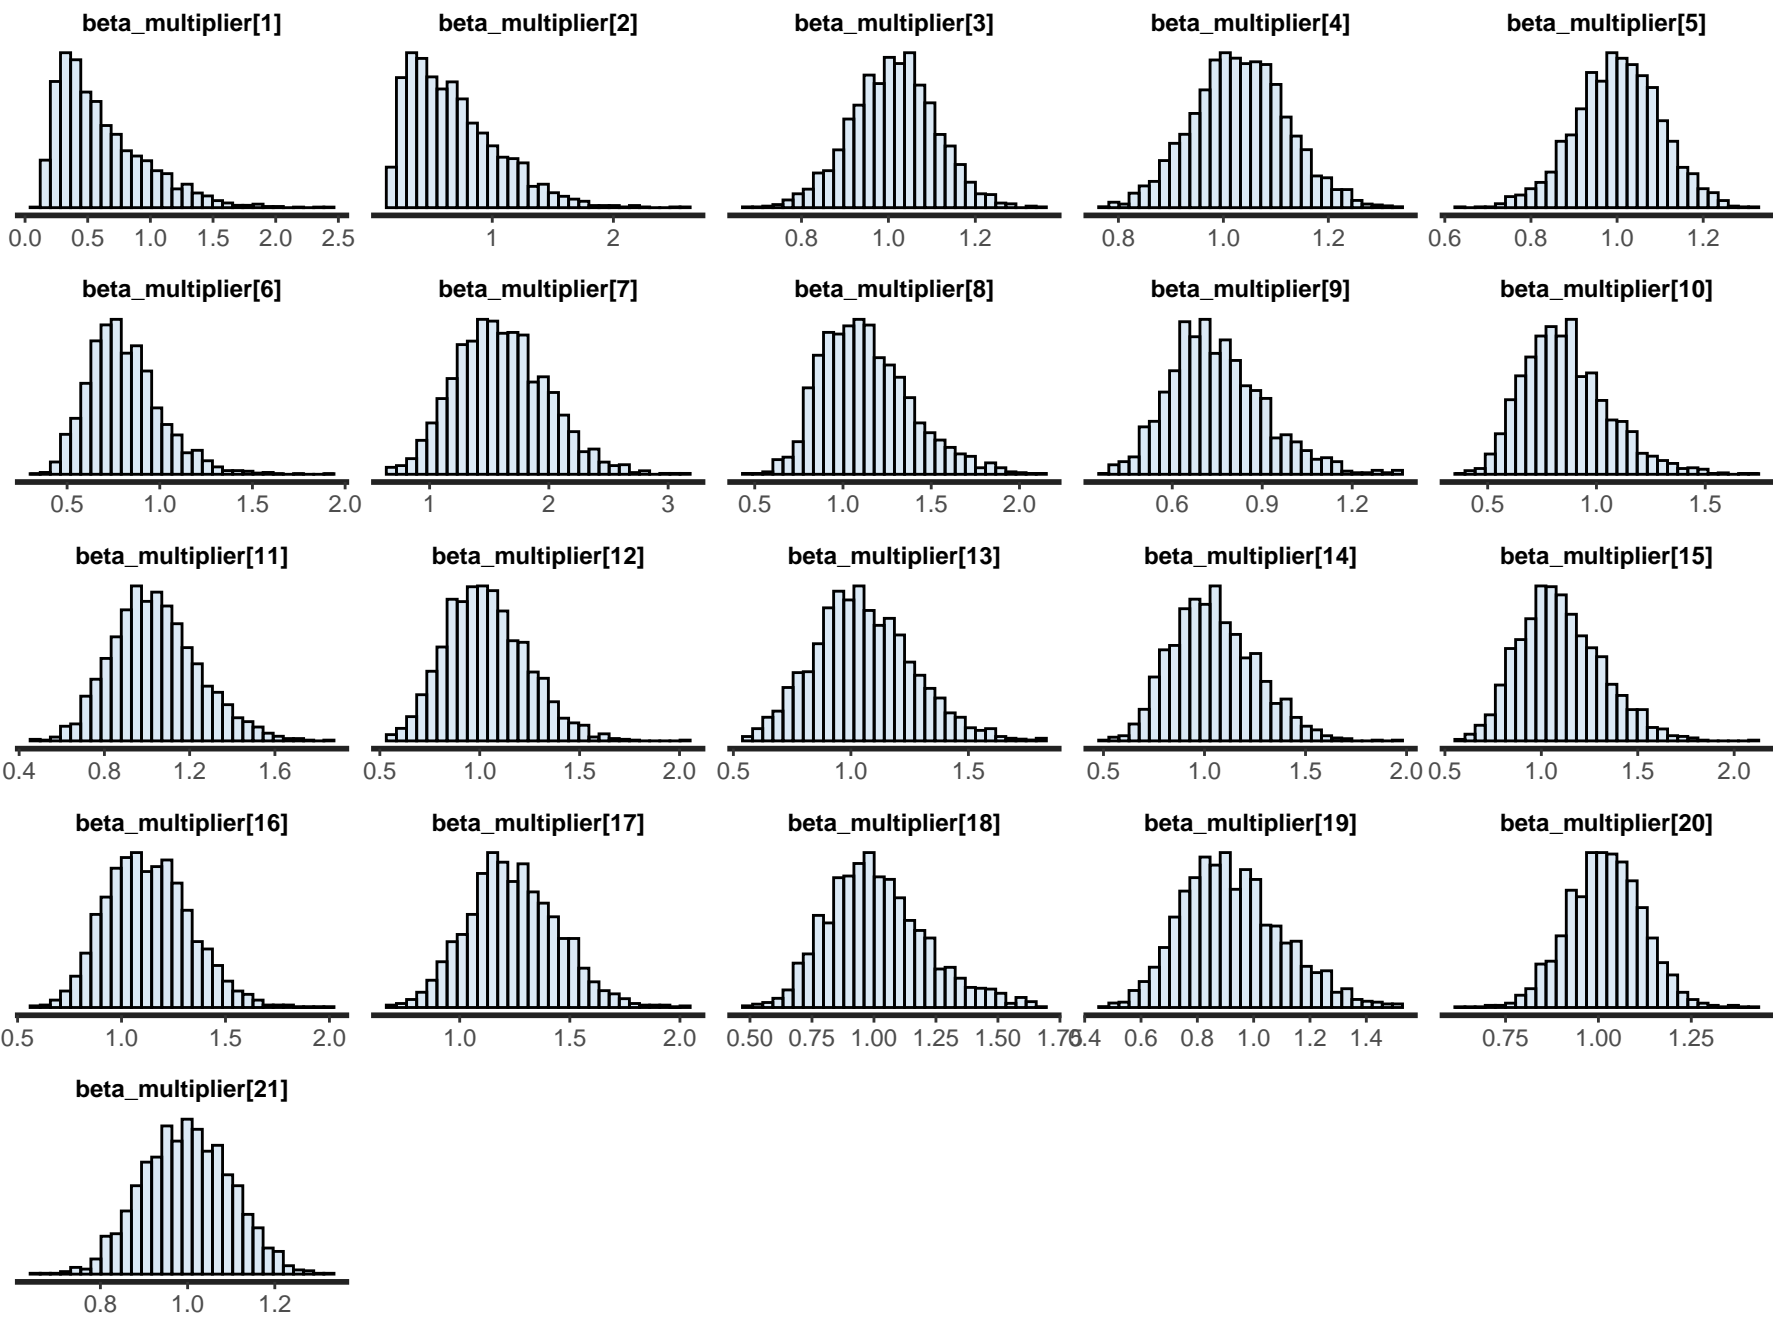 beta_multiplier[1] beta_multiplier[2] beta_multiplier[3] beta_multiplier[4] beta_multiplier[5]
0.0 0.5 1.0 1.5 2.0 2.5 1 2 0.8 1.0 1.2 0.8 1.0 1.2 0.6 0.8 1.0 1.2
beta_multiplier[6] beta_multiplier[7] beta_multiplier[8] beta_multiplier[9] beta_multiplier[10]
0.5 1.0 1.5 2.0 1 2 3 0.5 1.0 1.5 2.0 0.6 0.9 1.2 0.5 1.0 1.5
beta_multiplier[11] beta_multiplier[12] beta_multiplier[13] beta_multiplier[14] beta_multiplier[15]
0.4 0.8 1.2 1.6 0.5 1.0 1.5 2.0 0.5 1.0 1.5 0.5 1.0 1.5 2.0 0.5 1.0 1.5 2.0
beta_multiplier[16] beta_multiplier[17] beta_multiplier[18] beta_multiplier[19] beta_multiplier[20]
0.5 1.0 1.5 2.0 1.0 1.5 2.0 0.50 0.75 1.00 1.25 1.50 1.75 0.4 0.6 0.8 1.0 1.2 1.4 0.75 1.00 1.25
beta_multiplier[21]
0.8 1.0 1.2